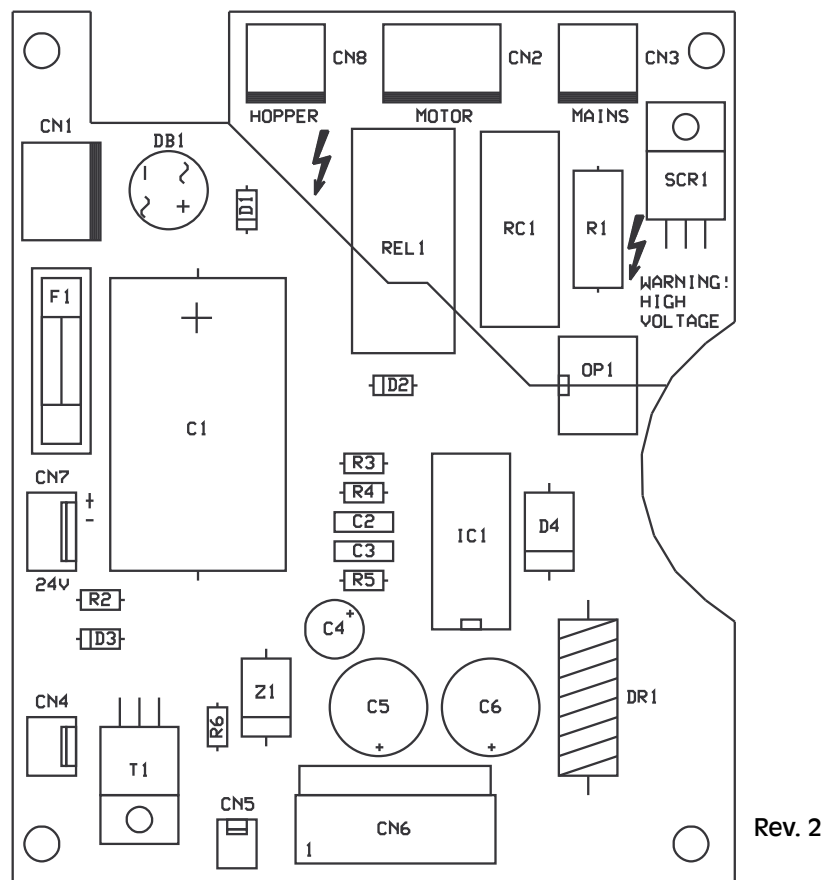 CN8
CN2
CN3
HOPPER
MOTOR
MAINS
CN1
DB1
D1
SCR1
REL1
RC1
R1
WARNING!
HIGH
VOLTAGE
F1
+
OP1
D2
C1
R3
R4
C2
C3
R5
IC1
D4
CN7
+
-
24V
R2
D3
C4
+
Z1
C5
+
C6
+
DR1
CN4
R6
T1
CN5
CN6
1
Rev. 2